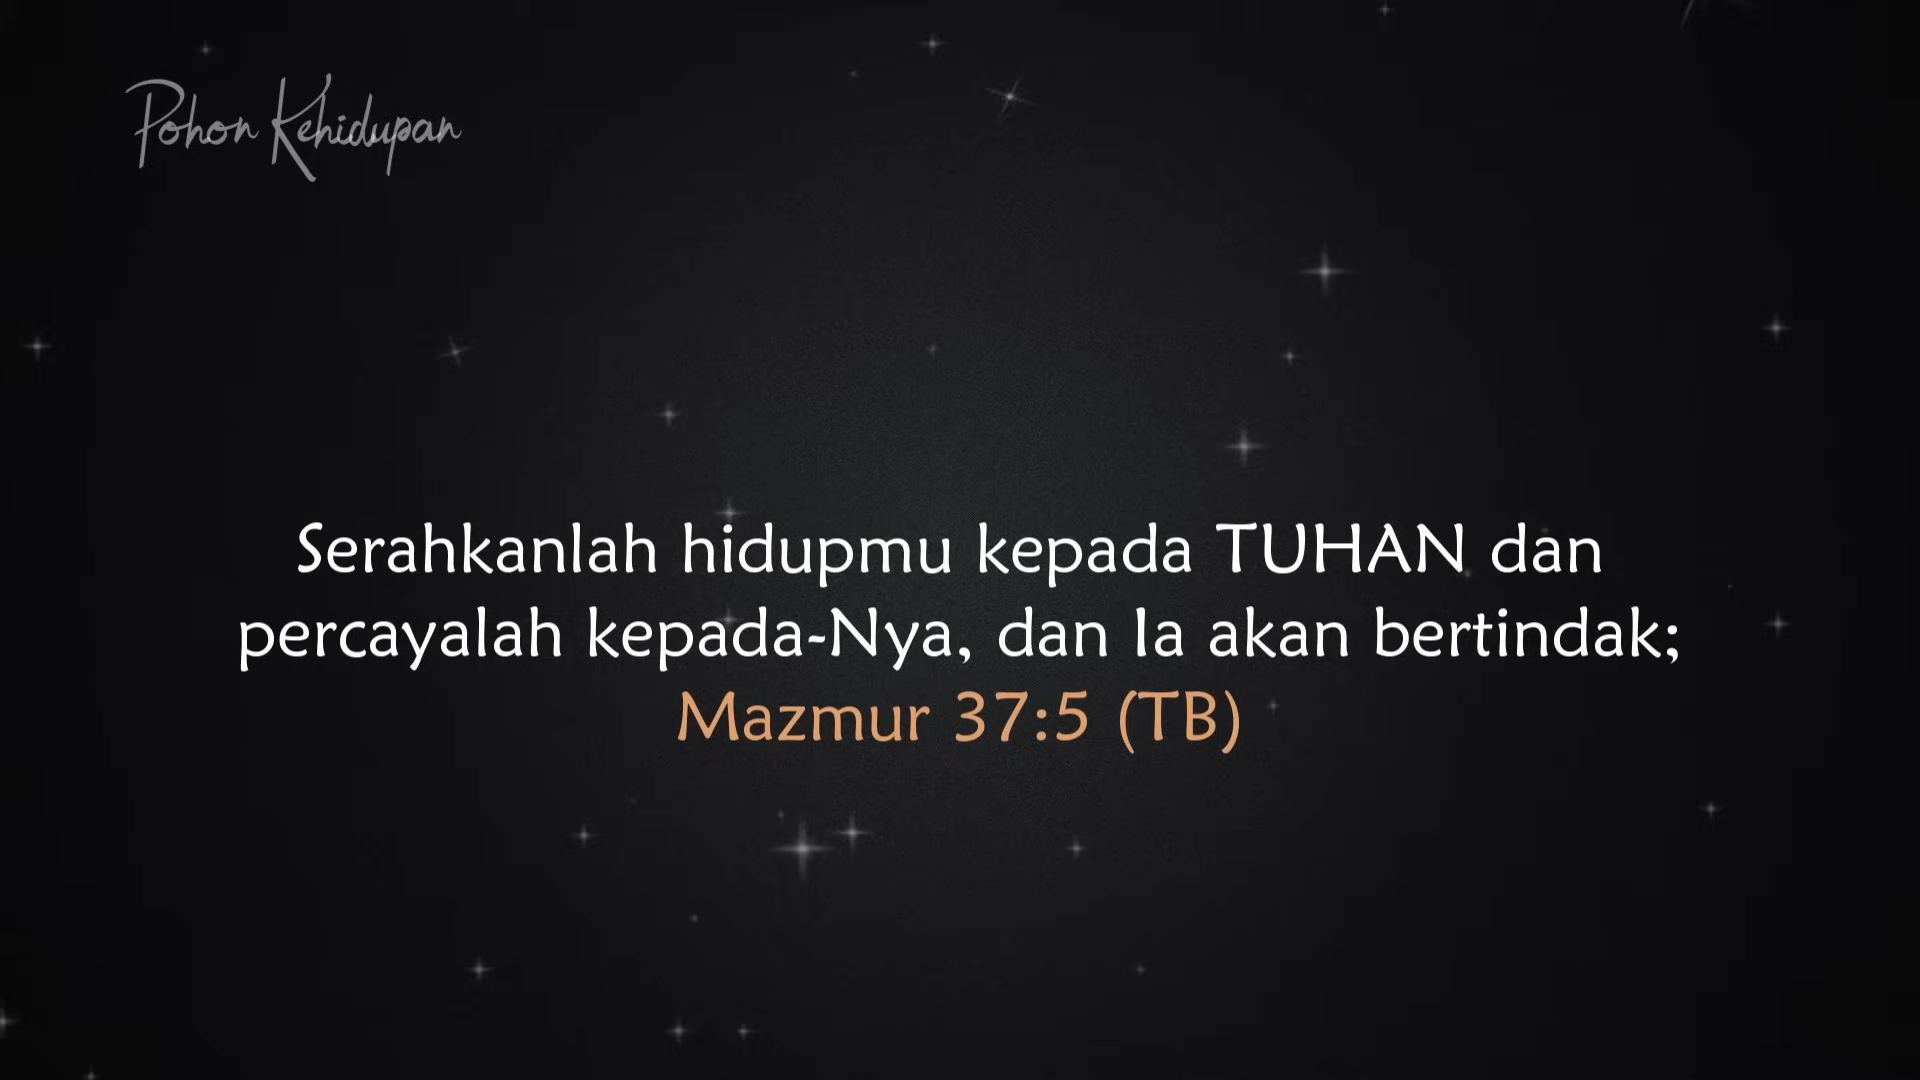 Pohon Kehidupan
Serahkanlah hidupmu kepada TUHAN dan
percayalah kepada-Nya, dan Ia akan bertindak;
Mazmur 37:5 (TB)